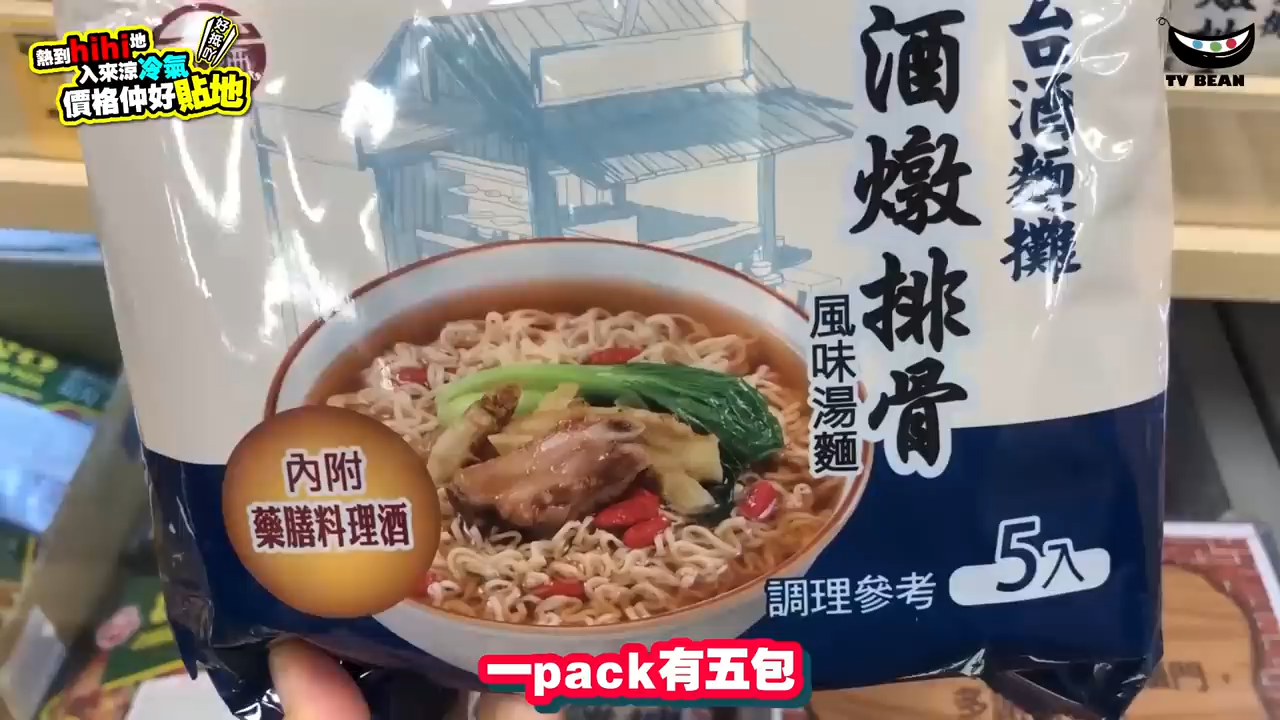 熱到hihi地
入來涼冷氣
價格仲好貼地
好抵吖
TV BEAN
台酒麵攤
酒燉排骨
風味湯麵
內附
藥膳料理酒
調理參考
5入
一pack有五包